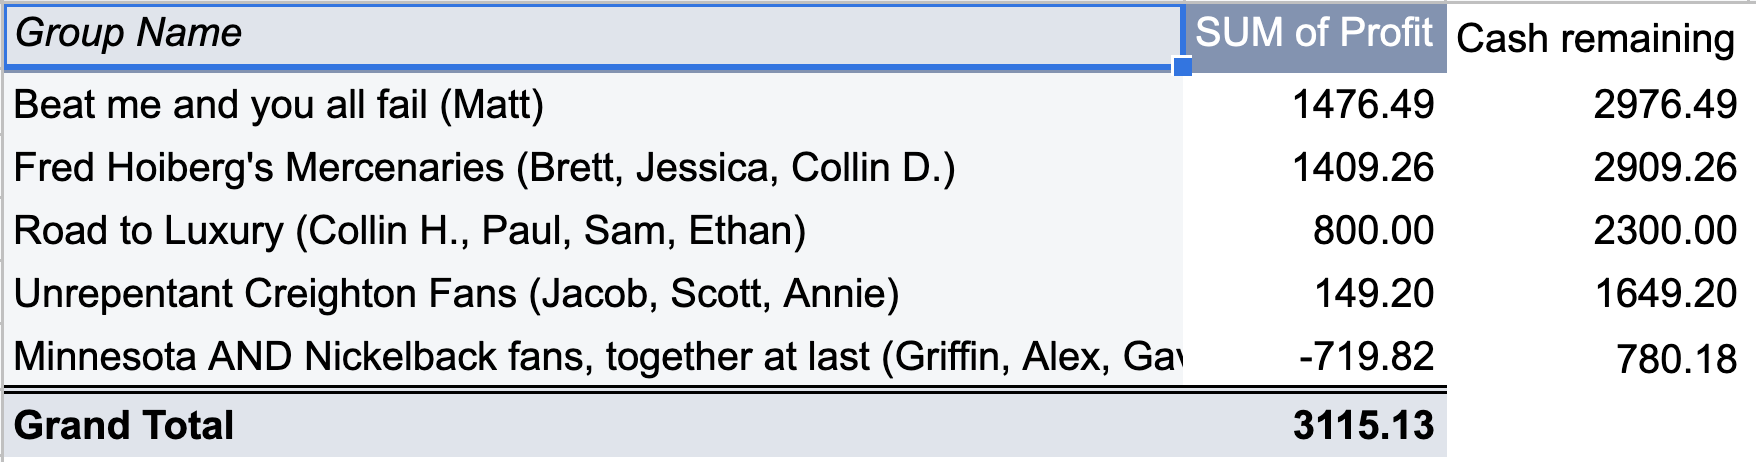 Group Name SUM of Profit Cash remaining
Beat me and you all fail (Matt) 1476.49 2976.49
Fred Hoiberg's Mercenaries (Brett, Jessica, Collin D.) 1409.26 2909.26
Road to Luxury (Collin H., Paul, Sam, Ethan) 800.00 2300.00
Unrepentant Creighton Fans (Jacob, Scott, Annie) 149.20 1649.20
Minnesota AND Nickelback fans, together at last (Griffin, Alex, -719.82 780.18
Grand Total 3115.13